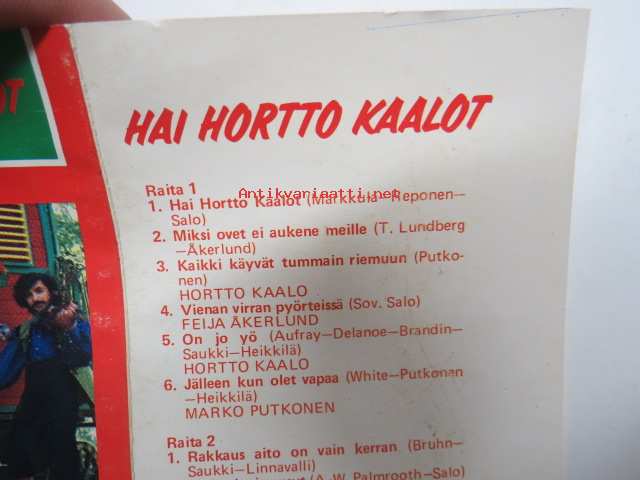 OT
HAI HORTTO KAALOT
Raita 1
Antikvariaatti.net
1. Hai Hortto Kaalot (Markkula—Reponen—
Salo)
2. Miksi ovet ei aukene meille (T. Lundberg
—Åkerlund)
3. Kaikki käyvät tummain riemuun (Putko-
nen)
HORTTO KAALO
4. Vienan virran pyörteissä (Sov. Salo)
FEIJA ÅKERLUND
5. On jo yö (Aufray—Delanoe—Brandin—
Saukki—Heikkilä)
HORTTO KAALO
6. Jälleen kun olet vapaa (White—Putkonen
—Heikkilä)
MARKO PUTKONEN
Raita 2
1. Rakkaus aito on vain kerran (Bruhn—
Saukki—Linnavalli)
(A. W. Palmrooth—Salo)